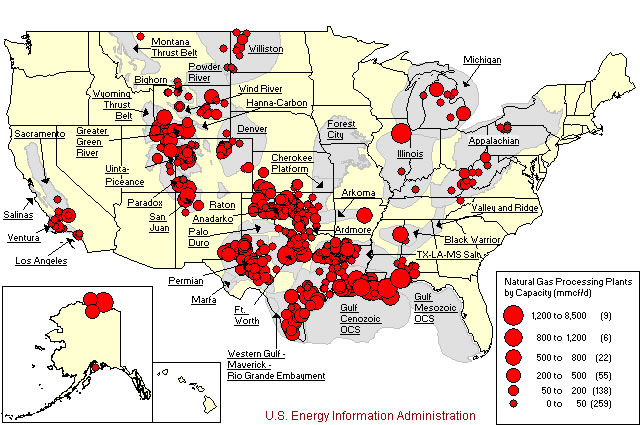 Montana
Thrust Belt
Williston
Michigan
Powder
River
Bighorn
Wind River
Wyoming
Thrust
Belt
Hanna-Carbon
Sacramento
Greater
Green
River
Denver
Forest
City
Appalachian
Illinois
Cherokee
Platform
Uinta-
Piceance
Arkoma
Paradox
Raton
San
Juan
Anadarko
Valley and Ridge
Salinas
Palo
Duro
Ardmore
Black Warrior
Ventura
TX-LA-MS Salt
Los Angeles
Permian
Marfa
Ft.
Worth
Gulf
Cenozoic
OCS
Gulf
Mesozoic
OCS
Western Gulf -
Maverick -
Rio Grande Embayment
Natural Gas Processing Plants
by Capacity (mmcf/d)
1,200 to 8,500 (9)
800 to 1,200 (6)
500 to 800 (22)
200 to 500 (55)
50 to 200 (138)
0 to 50 (259)
U.S. Energy Information Administration